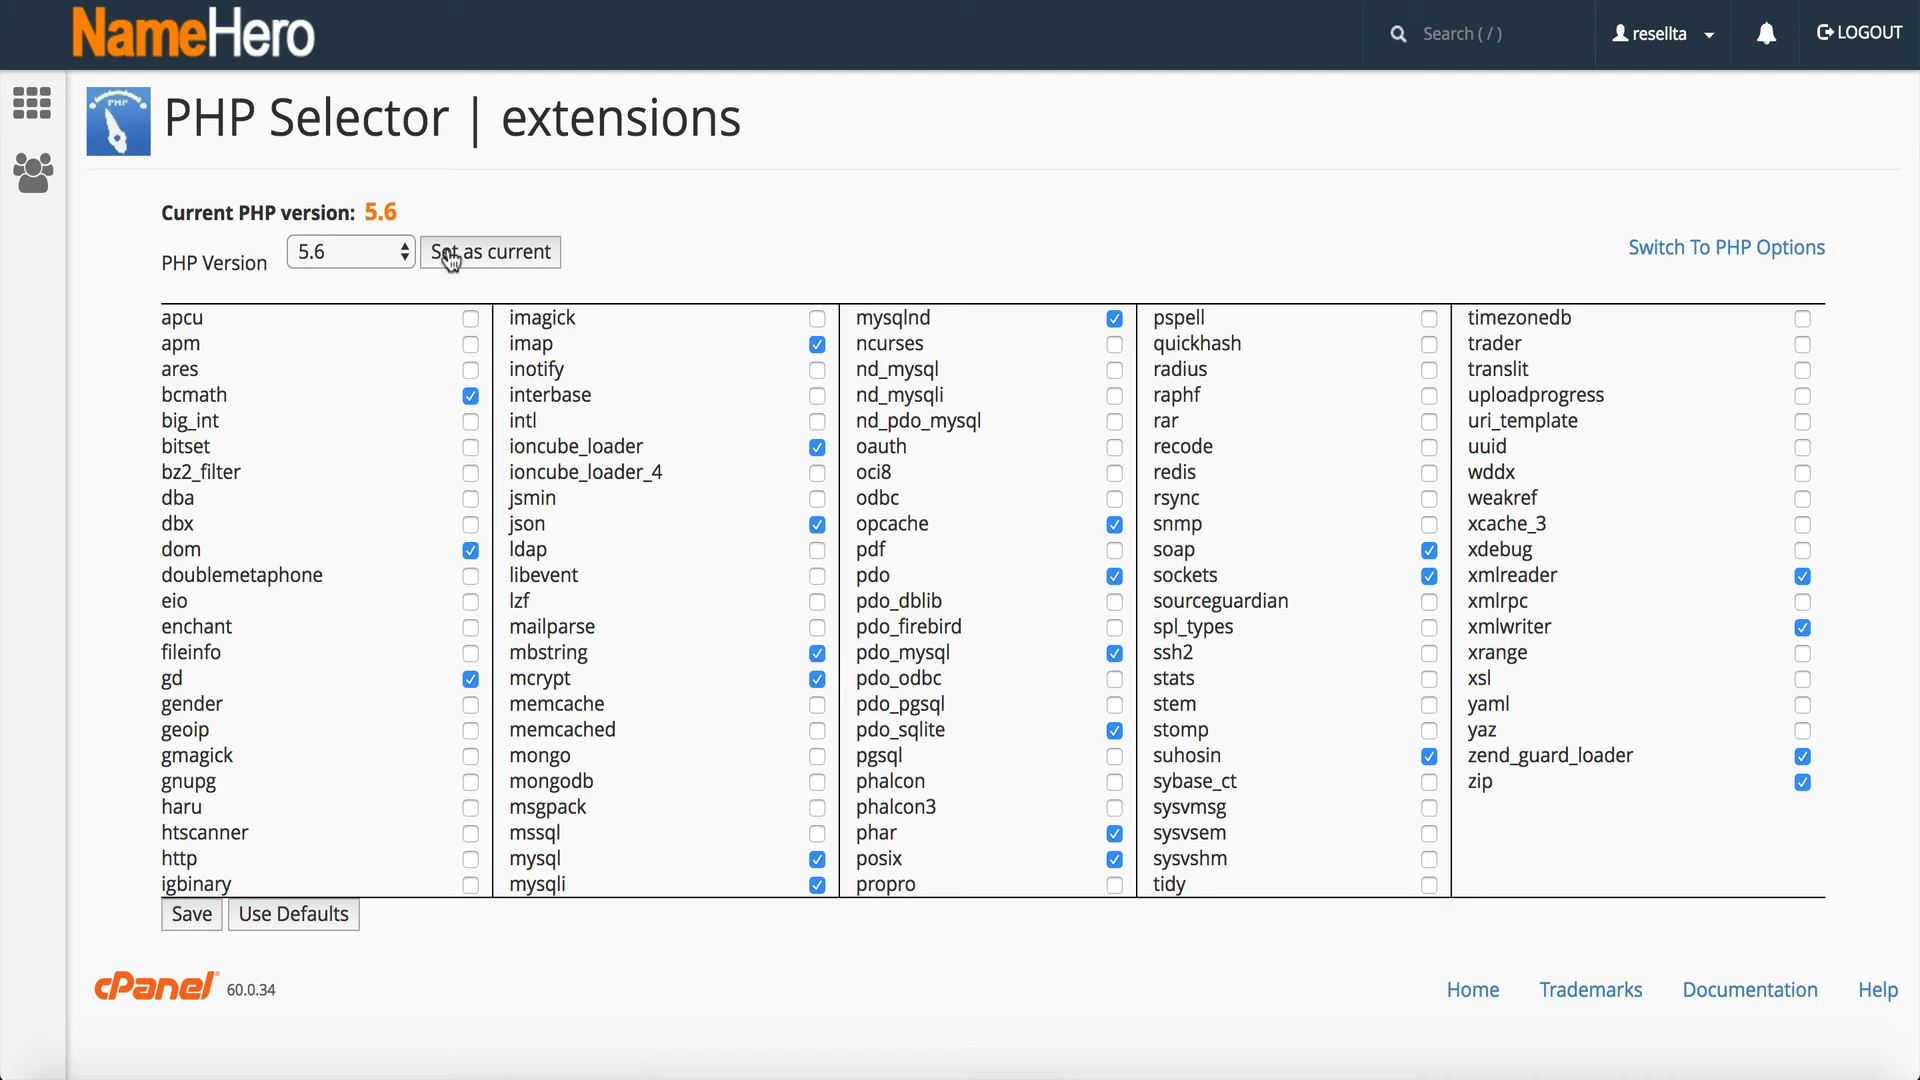 NameHero
Search ( / )
resellta
LOGOUT
PHP
PHP Selector | extensions
Current PHP version: 5.6
PHP Version
5.6
Set as current
Switch To PHP Options
apcu
apm
ares
bcmath
big_int
bitset
bz2_filter
dba
dbx
dom
doublemetaphone
eio
enchant
fileinfo
gd
gender
geoip
gmagick
gnupg
haru
htscanner
http
igbinary
imagick
imap
inotify
interbase
intl
ioncube_loader
ioncube_loader_4
jsmin
json
ldap
libevent
lzf
mailparse
mbstring
mcrypt
memcache
memcached
mongo
mongodb
msgpack
mssql
mysql
mysqli
mysqlnd
ncurses
nd_mysql
nd_mysqli
nd_pdo_mysql
oauth
oci8
odbc
opcache
pdf
pdo
pdo_dblib
pdo_firebird
pdo_mysql
pdo_odbc
pdo_pgsql
pdo_sqlite
pgsql
phalcon
phalcon3
phar
posix
propro
pspell
quickhash
radius
raphf
rar
recode
redis
rsync
snmp
soap
sockets
sourceguardian
spl_types
ssh2
stats
stem
stomp
suhosin
sybase_ct
sysvmsg
sysvsem
sysvshm
tidy
timezonedb
trader
translit
uploadprogress
uri_template
uuid
wddx
weakref
xcache_3
xdebug
xmlreader
xmlrpc
xmlwriter
xrange
xsl
yaml
yaz
zend_guard_loader
zip
Save
Use Defaults
cPanel 60.0.34
Home
Trademarks
Documentation
Help